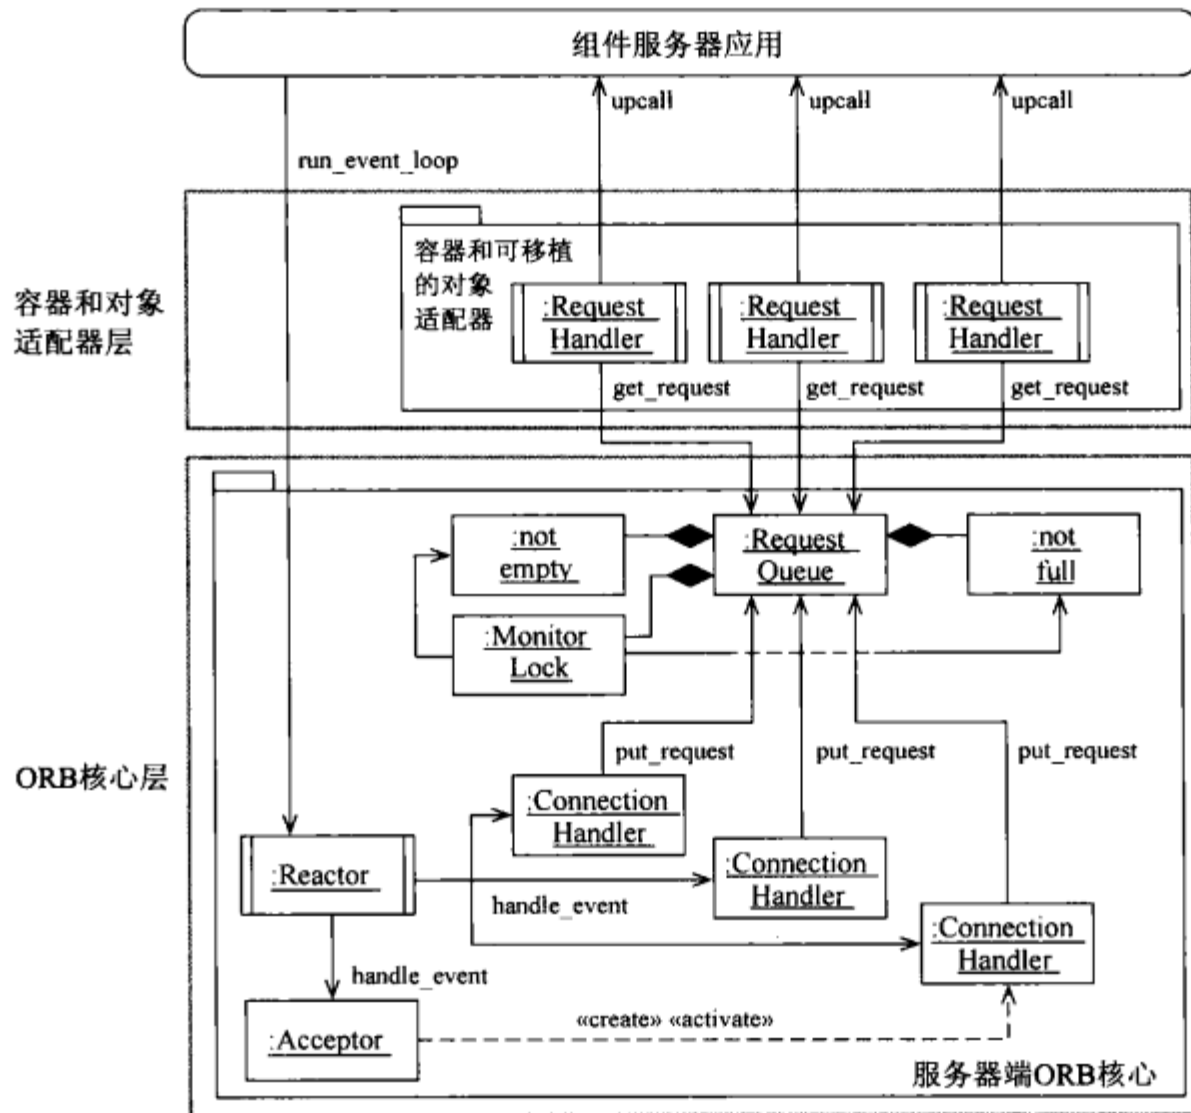 组件服务器应用
upcall
upcall
upcall
run_event_loop
容器和对象
适配器层
容器和可移植
的对象
适配器
:Request
Handler
:Request
Handler
:Request
Handler
get_request
get_request
get_request
:not
empty
:Request
Queue
:not
full
:Monitor
Lock
ORB核心层
put_request
put_request
put_request
:Connection
Handler
:Reactor
:Connection
Handler
handle_event
:Connection
Handler
handle_event
:Acceptor
«create» «activate»
服务器端ORB核心